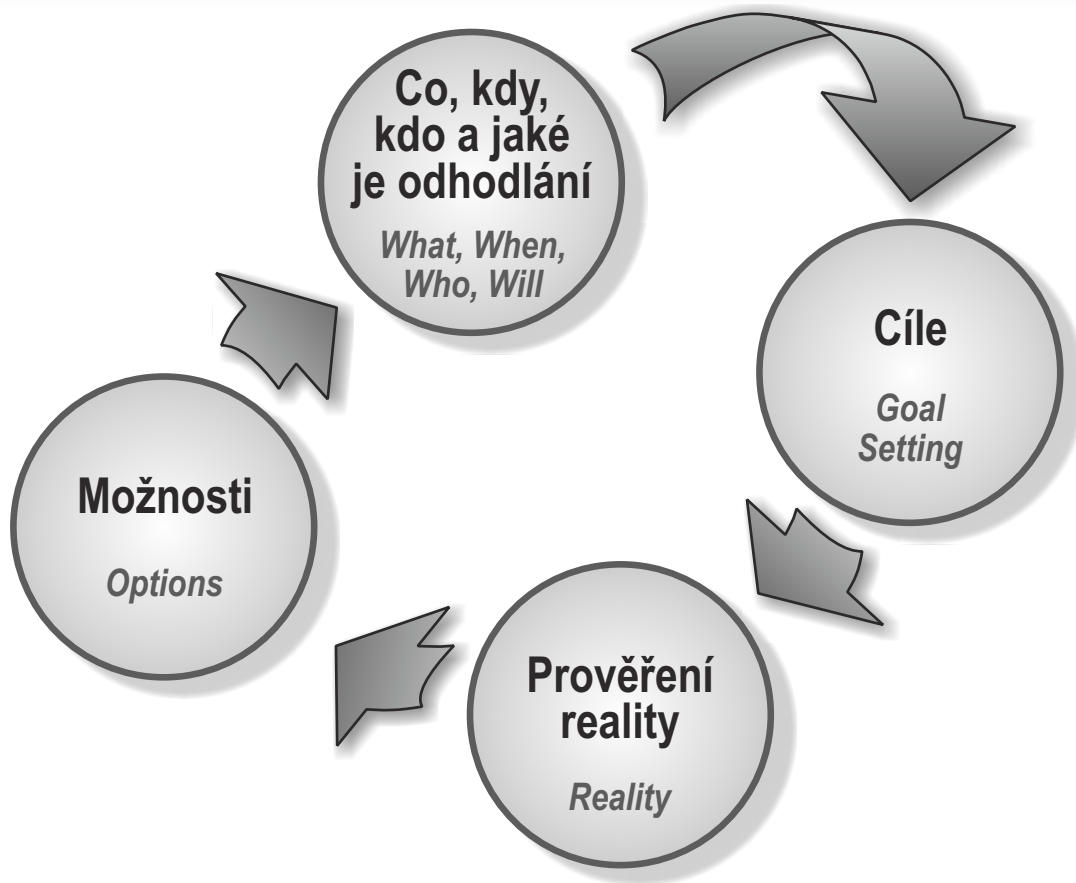 Co, kdy,
kdo a jaké
je odhodlání
What, When,
Who, Will
Cíle
Goal
Setting
Možnosti
Options
Prověření
reality
Reality